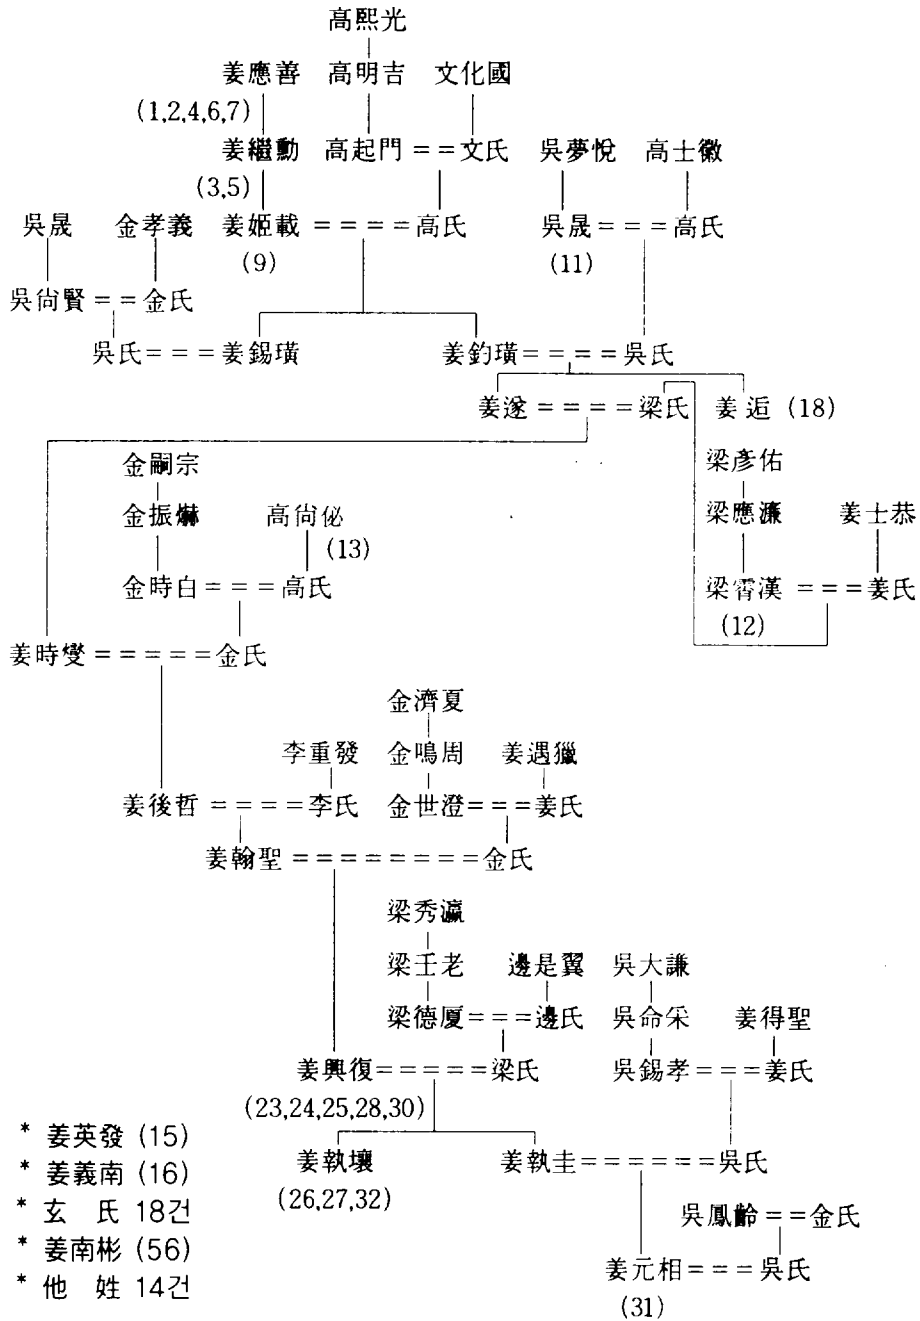 高熙光
姜應善 高明吉 文化國
(1,2,4,6,7)
姜繼勳 高起門 == 文氏 吳夢悅 高士徽
(3,5)
吳晟 金孝義 姜姬載 ==== 高氏 吳晟 === 高氏
(9) (11)
吳尙賢 == 金氏
吳氏 === 姜錫璜 姜釣璜 ==== 吳氏
姜邃 ==== 梁氏 姜逅 (18)
金嗣宗 梁彥佑
金振爀 高尙佖 梁應濂 姜士恭
(13)
金時白 === 高氏 梁霄漢 === 姜氏
(12)
姜時燮 ===== 金氏
金濟夏
李重發 金鳴周 姜遇獵
姜後哲 ==== 李氏 金世澄 === 姜氏
姜翰聖 ======== 金氏
梁秀瀛
梁壬老 邊是翼 吳大謙
梁德厦 === 邊氏 吳命采 姜得聖
姜興復 ===== 梁氏 吳錫孝 === 姜氏
(23,24,25,28,30)
* 姜英發 (15)
姜執壤 姜執圭 ====== 吳氏
* 姜義南 (16)
(26,27,32)
* 玄 氏 18건
吳鳳齡 == 金氏
* 姜南彬 (56)
姜元相 === 吳氏
* 他 姓 14건
(31)